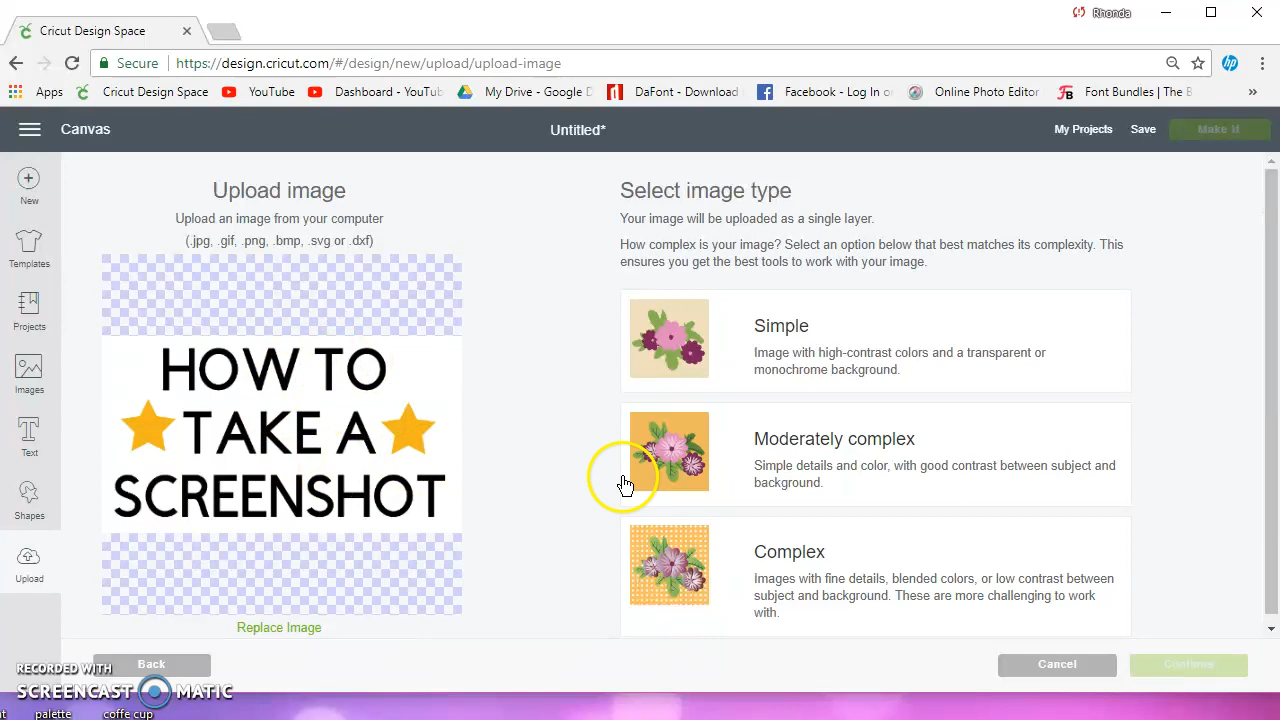 Cricut Design Space
Rhonda
Secure https://design.cricut.com/#/design/new/upload/upload-image
Apps Cricut Design Space YouTube Dashboard - YouTub My Drive - Google D DaFont - Download Facebook - Log In o Online Photo Editor Font Bundles | The B
Canvas Untitled* My Projects Save Make It
New
Templates
Projects
Images
Text
Shapes
Upload
Upload image
Upload an image from your computer
(.jpg, .gif, .png, .bmp, .svg or .dxf)
HOW TO
TAKE A
SCREENSHOT
Replace Image
Select image type
Your image will be uploaded as a single layer.
How complex is your image? Select an option below that best matches its complexity. This
ensures you get the best tools to work with your image.
Simple
Image with high-contrast colors and a transparent or
monochrome background.
Moderately complex
Simple details and color, with good contrast between subject and
background.
Complex
Images with fine details, blended colors, or low contrast between
subject and background. These are more challenging to work
with.
Back Cancel Continue
RECORDED WITH
SCREENCAST MATIC
nt palette coffe cup